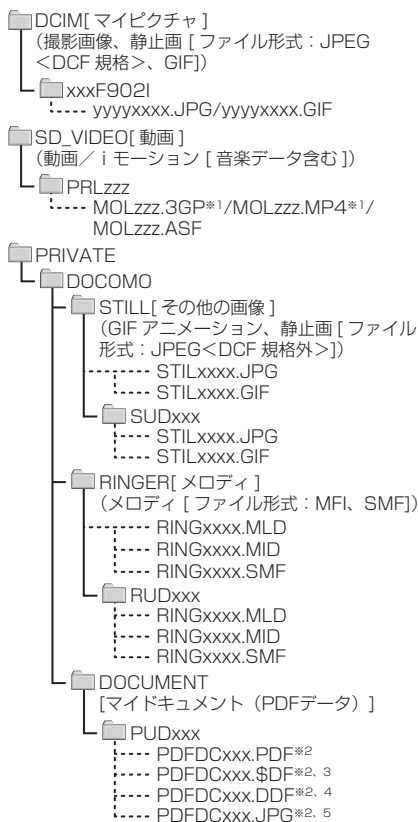 DCIM[ マイピクチャ ]
(撮影画像、静止画 [ ファイル形式：JPEG
＜DCF 規格＞、GIF])
xxxF902I
yyyyxxxx.JPG/yyyyxxxx.GIF
SD_VIDEO[ 動画 ]
(動画／ｉモーション [ 音楽データ含む ])
PRLzzz
MOLzzz.3GP※1/MOLzzz.MP4※1/
MOLzzz.ASF
PRIVATE
DOCOMO
STILL[ その他の画像 ]
(GIF アニメーション、静止画 [ ファイル
形式：JPEG＜DCF 規格外＞])
STILxxxx.JPG
STILxxxx.GIF
SUDxxx
STILxxxx.JPG
STILxxxx.GIF
RINGER[ メロディ ]
(メロディ [ ファイル形式：MFI、SMF])
RINGxxxx.MLD
RINGxxxx.MID
RINGxxxx.SMF
RUDxxx
RINGxxxx.MLD
RINGxxxx.MID
RINGxxxx.SMF
DOCUMENT
[マイドキュメント（PDFデータ）]
PUDxxx
PDFDCxxx.PDF※2
PDFDCxxx.$DF※2、3
PDFDCxxx.DDF※2、4
PDFDCxxx.JPG※2、5